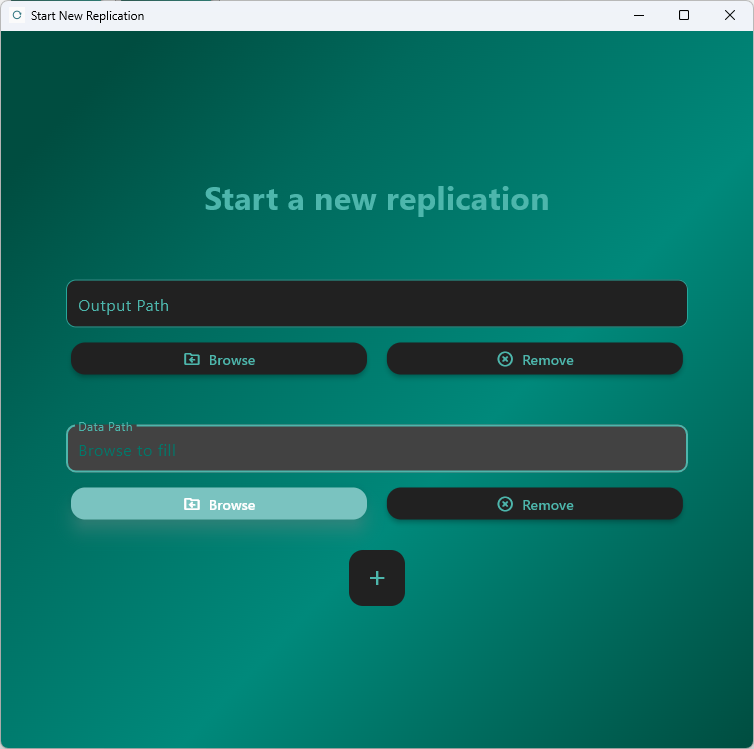 Start New Replication
Start a new replication
Output Path
Browse Remove
Data Path
Browse to fill
Browse Remove
+